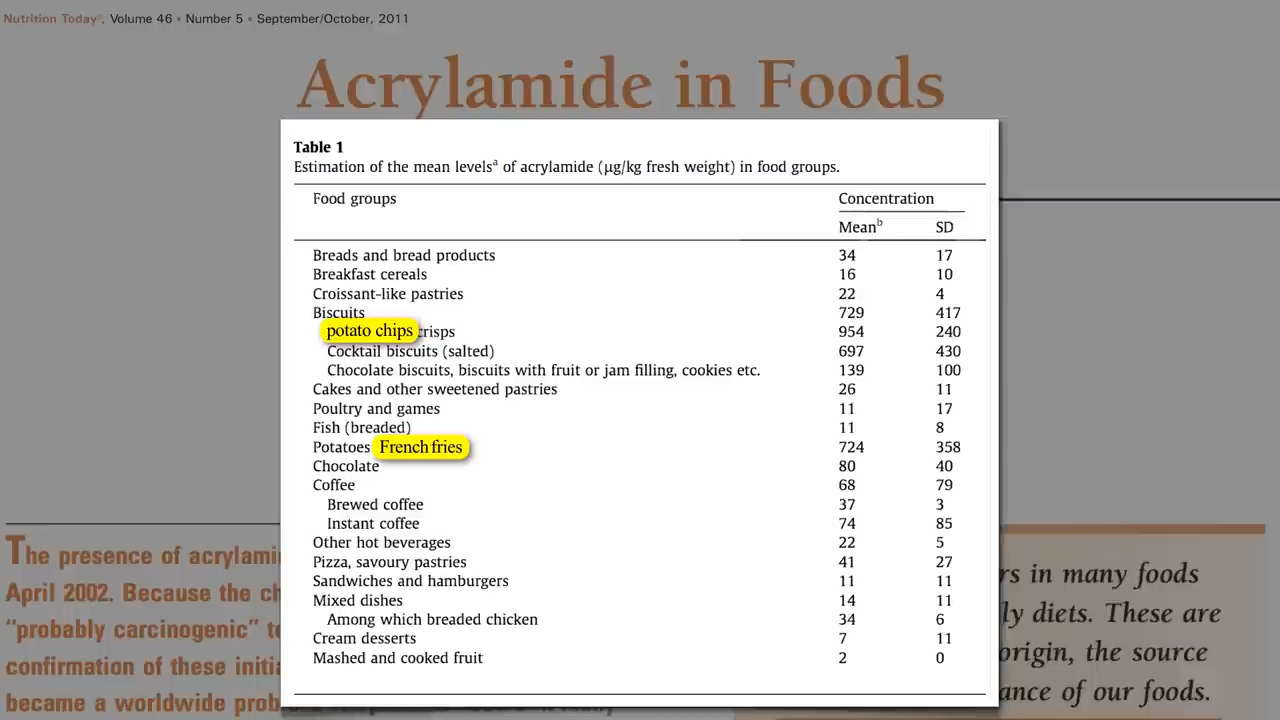 Nutrition Today®, Volume 46 • Number 5 • September/October, 2011
Acrylamide in Foods
Table 1
Estimation of the mean levelsᵃ of acrylamide (µg/kg fresh weight) in food groups.
Food groups Concentration
Meanᵇ SD
Breads and bread products 34 17
Breakfast cereals 16 10
Croissant-like pastries 22 4
Biscuits 729 417
potato chips crisps 954 240
Cocktail biscuits (salted) 697 430
Chocolate biscuits, biscuits with fruit or jam filling, cookies etc. 139 100
Cakes and other sweetened pastries 26 11
Poultry and games 11 17
Fish (breaded) 11 8
Potatoes French fries 724 358
Chocolate 80 40
Coffee 68 79
Brewed coffee 37 3
Instant coffee 74 85
Other hot beverages 22 5
Pizza, savoury pastries 41 27
Sandwiches and hamburgers 11 11
Mixed dishes 14 11
Among which breaded chicken 34 6
Cream desserts 7 11
Mashed and cooked fruit 2 0
The presence of
April 2002. Because the
"probably carcinogenic"
confirmation of these
became a worldwide
in many foods
diets. These are
origin, the source
of our foods.